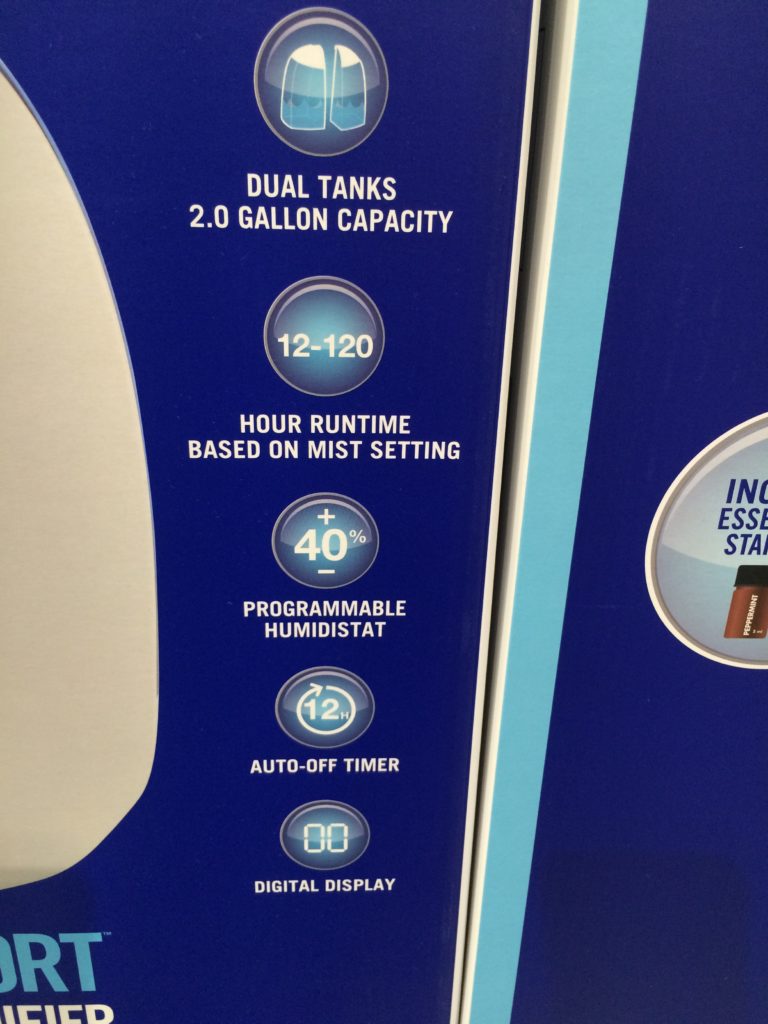 DUAL TANKS
2.0 GALLON CAPACITY
12-120
HOUR RUNTIME
BASED ON MIST SETTING
+
40%
−
PROGRAMMABLE
HUMIDISTAT
12H
AUTO-OFF TIMER
00
DIGITAL DISPLAY
ORT™
IFIER
INC
ESSE
STA
PEPPERMINT